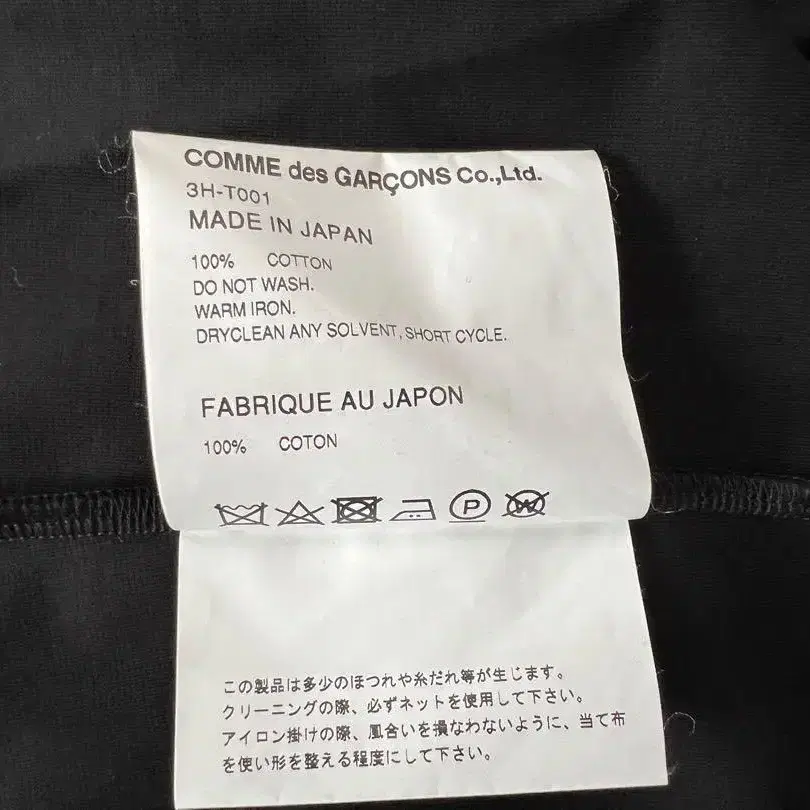 COMME des GARÇONS Co.,Ltd.
3H-T001
MADE IN JAPAN
100% COTTON
DO NOT WASH.
WARM IRON.
DRYCLEAN ANY SOLVENT, SHORT CYCLE.
FABRIQUE AU JAPON
100% COTON
P W
この製品は多少のほつれや糸だれ等が生じます。
クリーニングの際、必ずネットを使用して下さい。
アイロン掛けの際、風合いを損なわないように、当て布
を使い形を整える程度にして下さい。